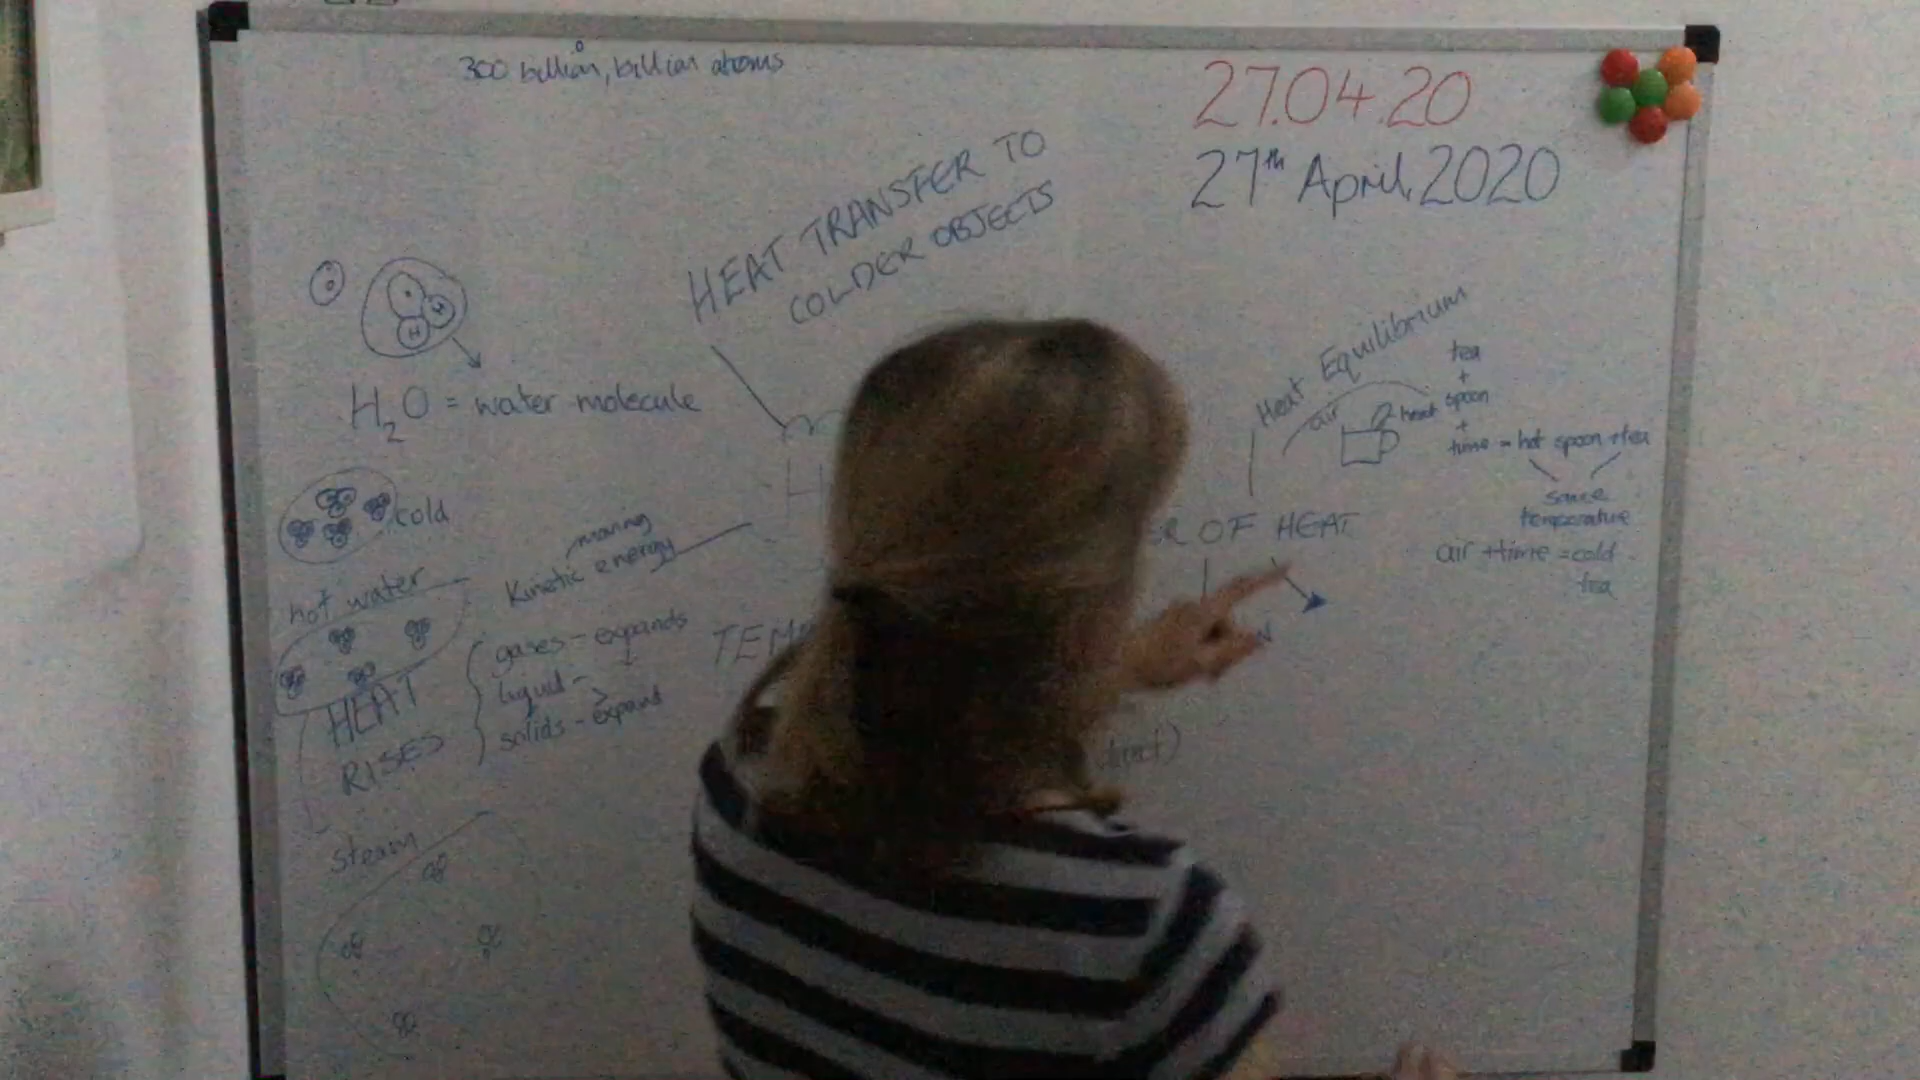 300 billion, billion atoms
27.04.20
27th April, 2020
HEAT TRANSFER TO
COLDER OBJECTS
H
H
H2O = water molecule
cold
hot water
HEAT
RISES
steam
moving
Kinetic energy
gases - expands
liquid -
solids - expand
Heat Equilibrium
air
heat
tea
+
spoon
+
time = hot spoon + tea
same
temperature
air + time = cold
tea
OF HEAT